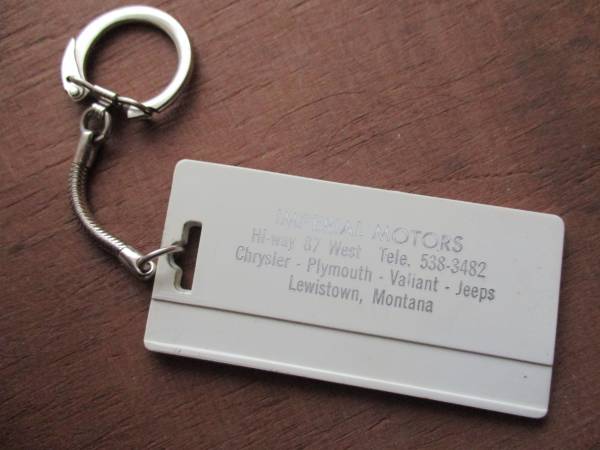 IMPERIAL MOTORS
Hi-way 87 West Tele. 538-3482
Chrysler - Plymouth - Valiant - Jeeps
Lewistown, Montana